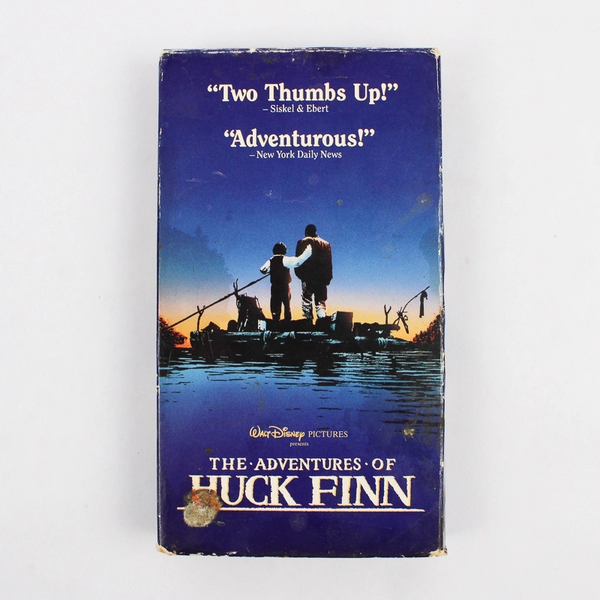 “Two Thumbs Up!”
– Siskel & Ebert
“Adventurous!”
– New York Daily News
WALT DISNEY PICTURES
presents
THE·ADVENTURES·OF
HUCK FINN